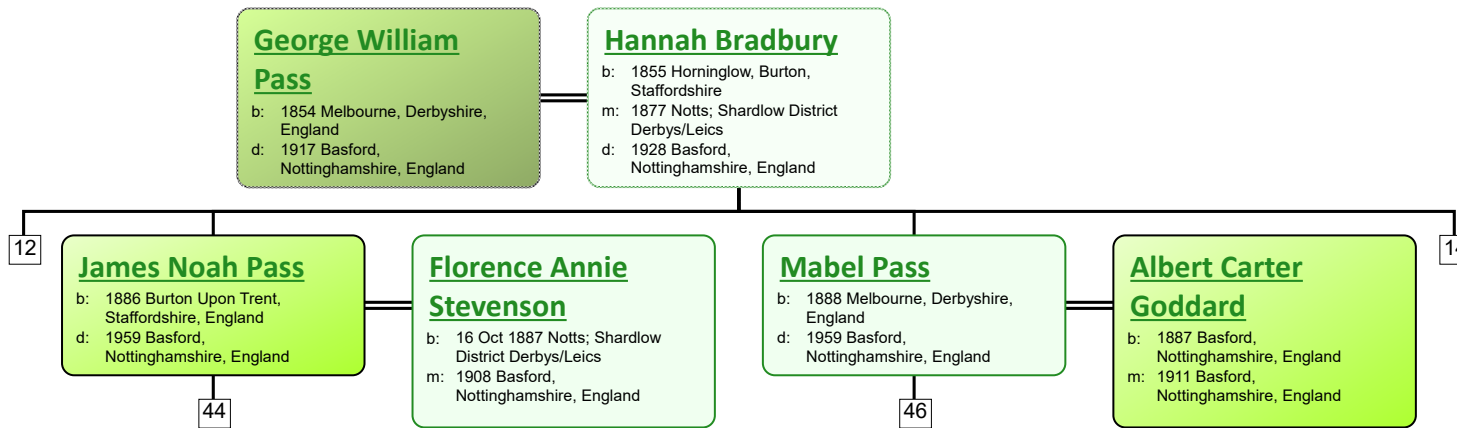 George William
Pass
b: 1854 Melbourne, Derbyshire,
England
d: 1917 Basford,
Nottinghamshire, England
Hannah Bradbury
b: 1855 Horninglow, Burton,
Staffordshire
m: 1877 Notts; Shardlow District
Derbys/Leics
d: 1928 Basford,
Nottinghamshire, England
12
James Noah Pass
b: 1886 Burton Upon Trent,
Staffordshire, England
d: 1959 Basford,
Nottinghamshire, England
44
Florence Annie
Stevenson
b: 16 Oct 1887 Notts; Shardlow
District Derbys/Leics
m: 1908 Basford,
Nottinghamshire, England
Mabel Pass
b: 1888 Melbourne, Derbyshire,
England
d: 1959 Basford,
Nottinghamshire, England
46
Albert Carter
Goddard
b: 1887 Basford,
Nottinghamshire, England
m: 1911 Basford,
Nottinghamshire, England